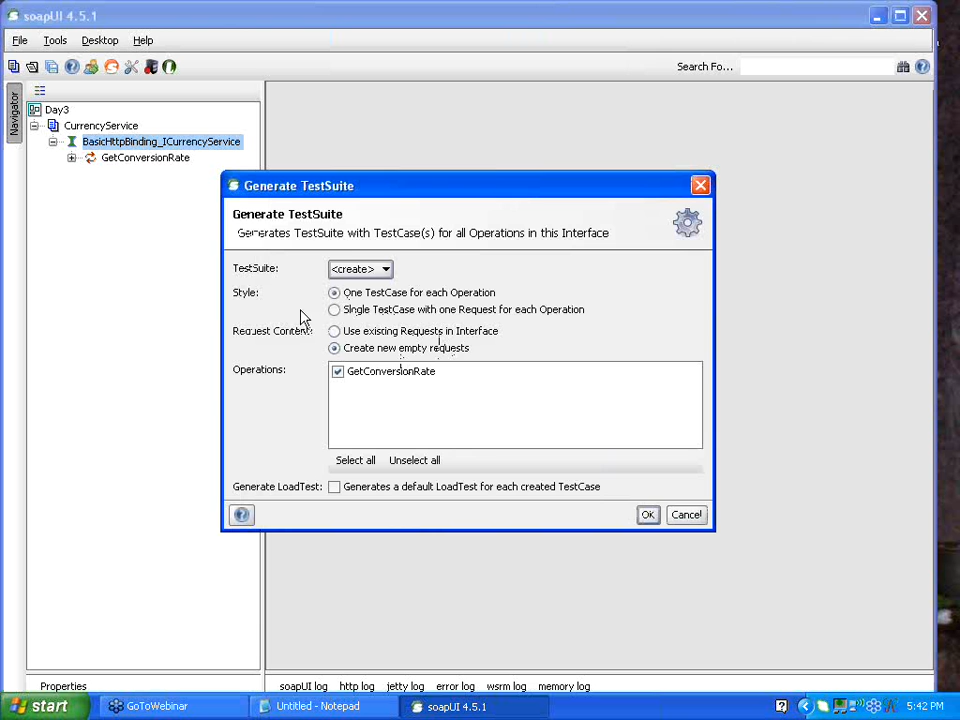 soapUI 4.5.1
File Tools Desktop Help
Search Fo...
Navigator
Day3
CurrencyService
BasicHttpBinding_ICurrencyService
GetConversionRate
Generate TestSuite
Generate TestSuite
Generates TestSuite with TestCase(s) for all Operations in this Interface
TestSuite: <create>
Style: One TestCase for each Operation
Single TestCase with one Request for each Operation
Request Content: Use existing Requests in Interface
Create new empty requests
Operations: GetConversionRate
Select all Unselect all
Generate LoadTest: Generates a default LoadTest for each created TestCase
OK Cancel
Properties soapUI log http log jetty log error log wsrm log memory log
start GoToWebinar Untitled - Notepad soapUI 4.5.1 5:42 PM